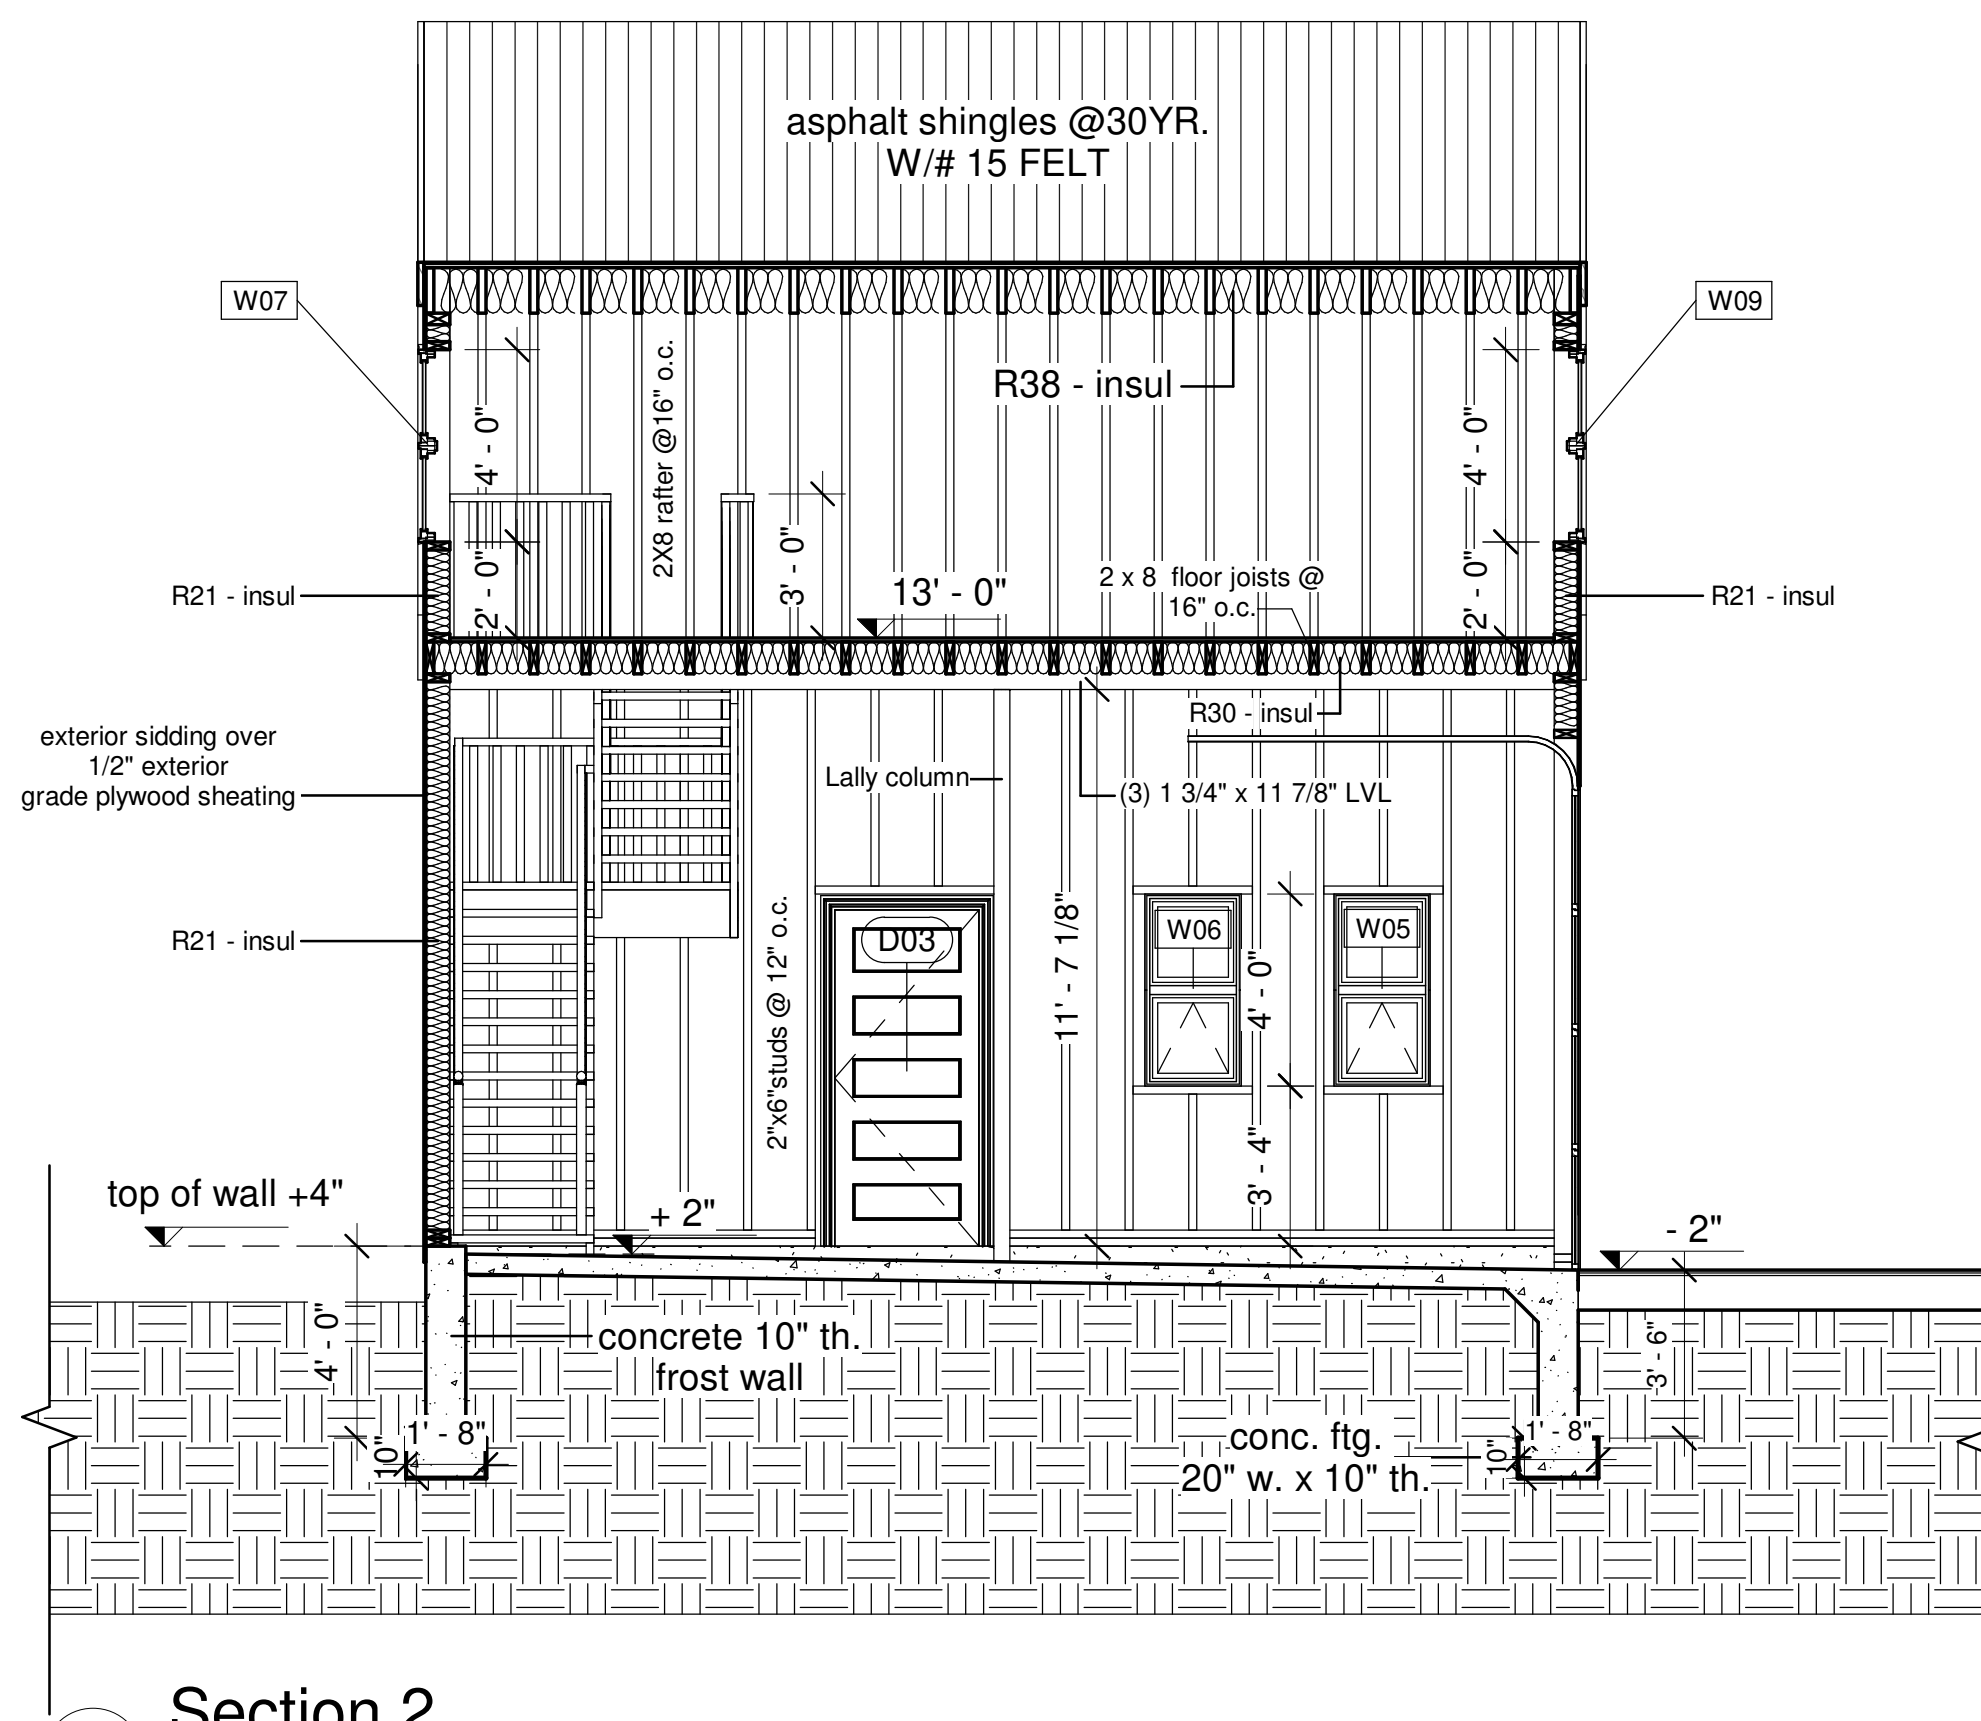 asphalt shingles @30YR.
W/# 15 FELT
W07
W09
R38 - insul
2X8 rafter @16" o.c.
4' - 0"
4' - 0"
2' - 0"
3' - 0"
13' - 0"
2 x 8 floor joists @
16" o.c.
2' - 0"
R21 - insul
R21 - insul
R30 - insul
exterior sidding over
1/2" exterior
grade plywood sheating
Lally column
(3) 1 3/4" x 11 7/8" LVL
R21 - insul
2"x6"studs @ 12" o.c.
D03
11' - 7 1/8"
W06
W05
4' - 0"
3' - 4"
top of wall +4"
+ 2"
- 2"
4' - 0"
concrete 10" th.
frost wall
3' - 6"
1' - 8"
10"
conc. ftg.
20" w. x 10" th.
1' - 8"
10"
Section 2